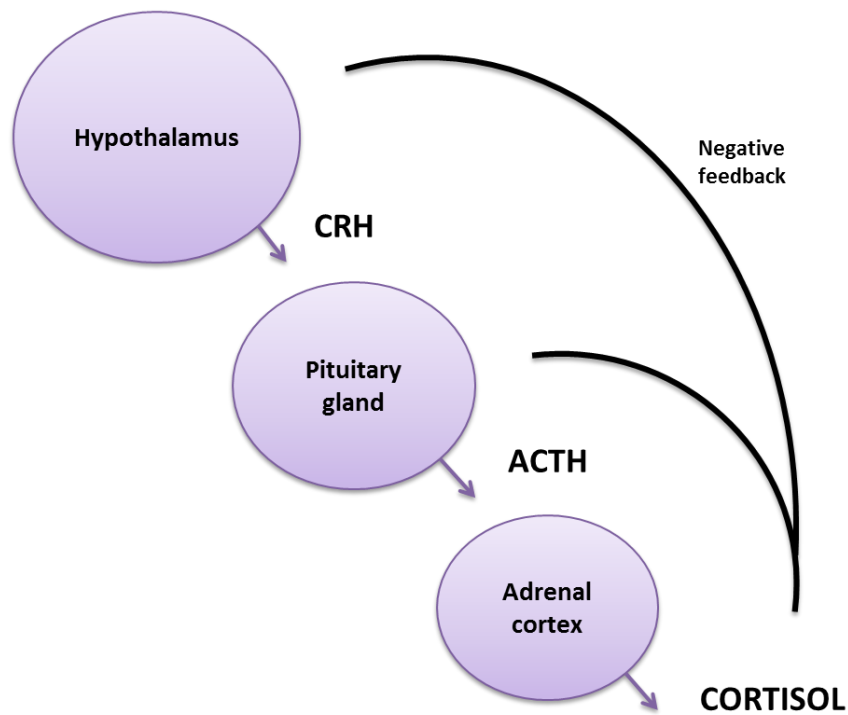 Hypothalamus
Negative
feedback
CRH
Pituitary
gland
ACTH
Adrenal
cortex
CORTISOL